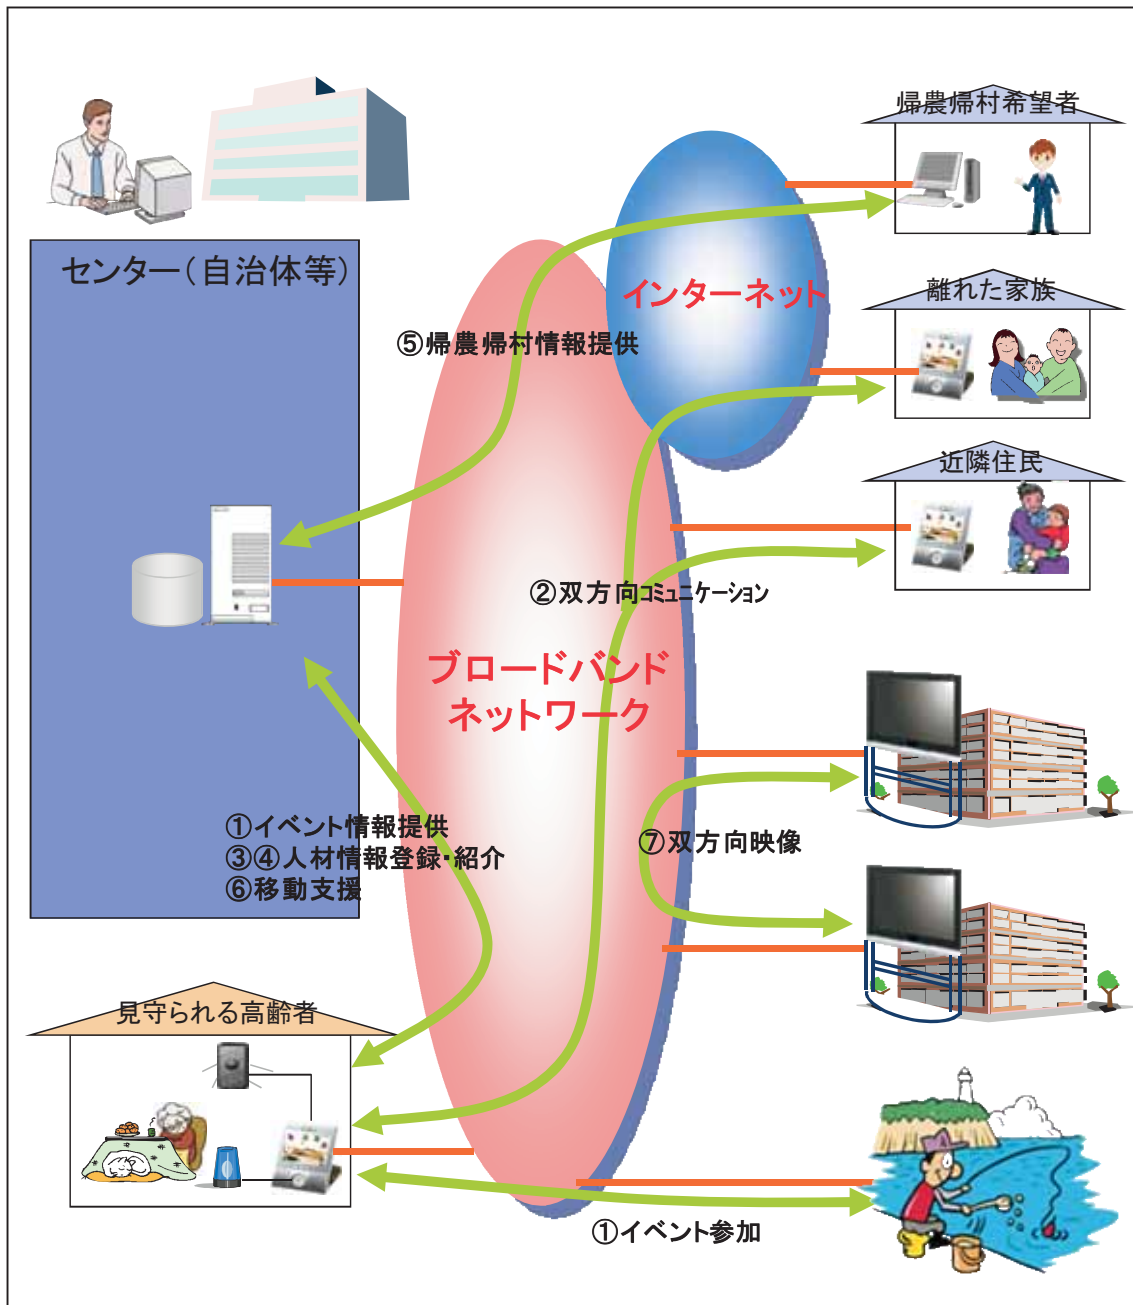 帰農帰村希望者
センター(自治体等)
インターネット
離れた家族
⑤帰農帰村情報提供
近隣住民
②双方向コミュニケーション
ブロードバンド
ネットワーク
①イベント情報提供
③④人材情報登録・紹介
⑥移動支援
⑦双方向映像
見守られる高齢者
①イベント参加